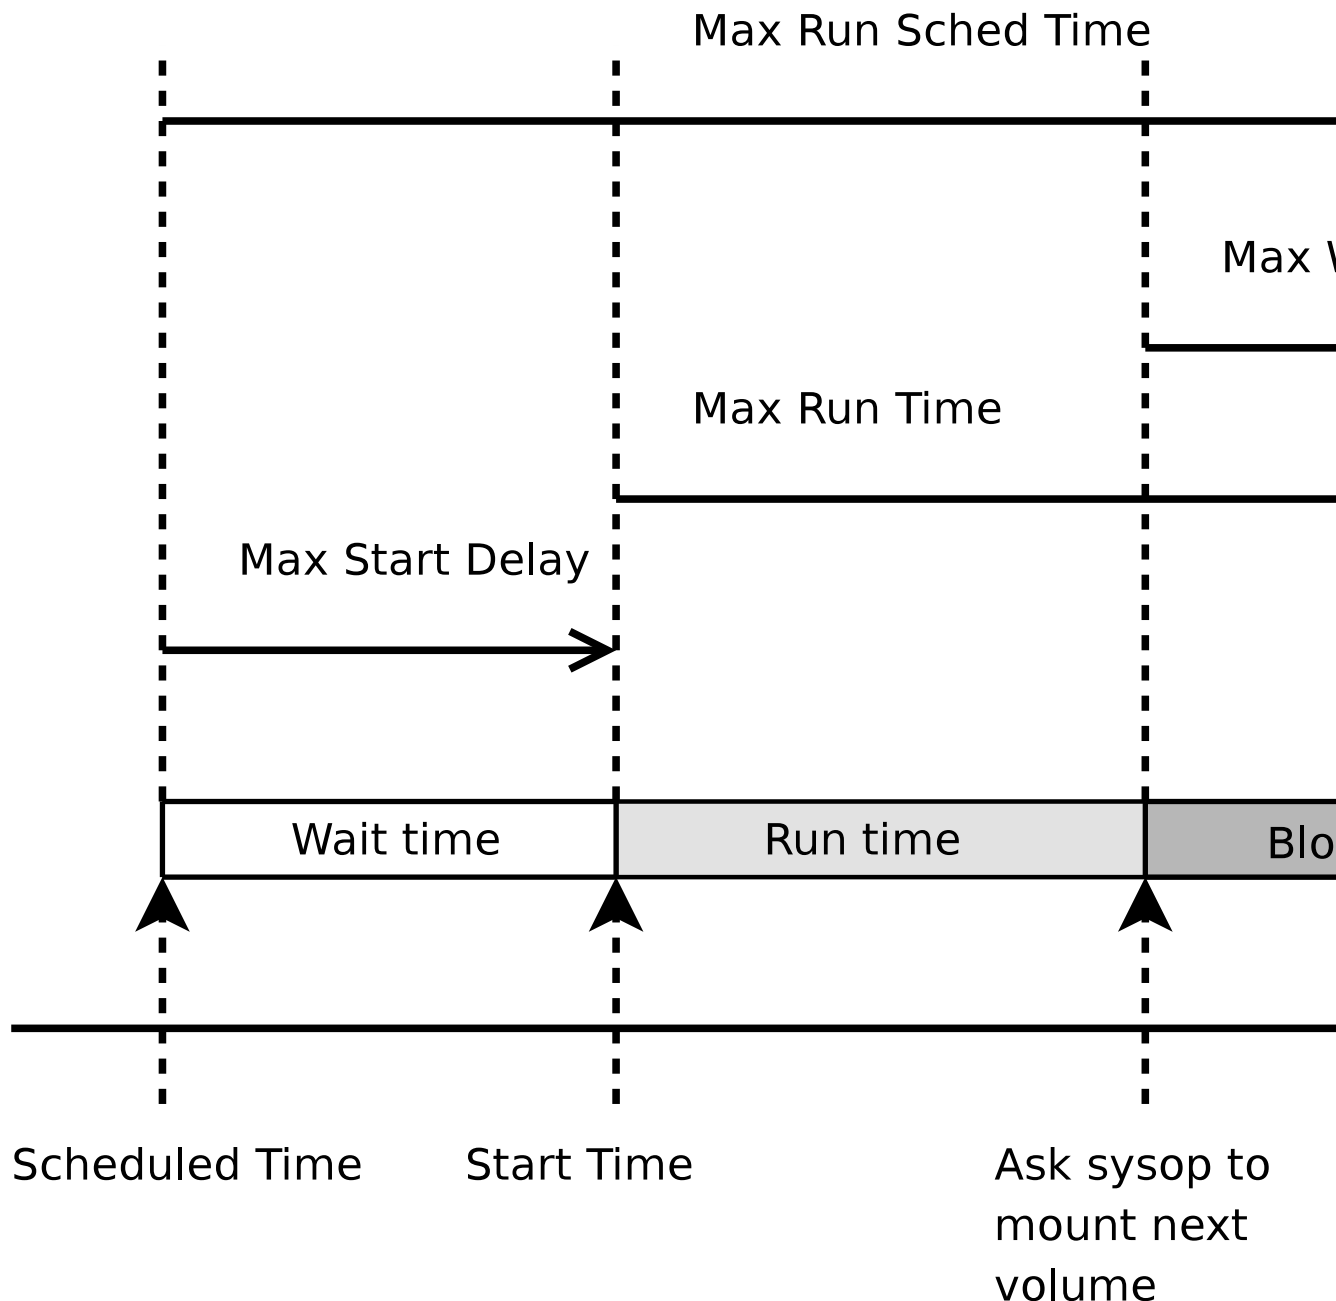 Max Run Sched Time
Max
Max Run Time
Max Start Delay
Wait time
Run time
Scheduled Time
Start Time
Ask sysop to
mount next
volume